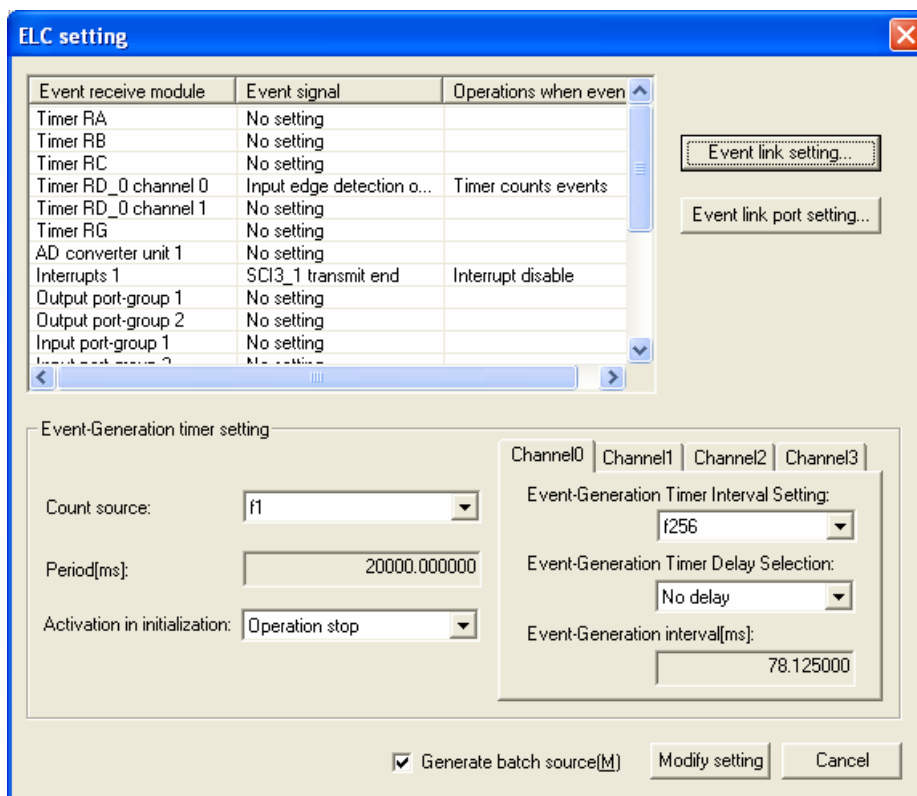 ELC setting
Event receive module Event signal Operations when even
Timer RA No setting
Timer RB No setting
Timer RC No setting
Timer RD_0 channel 0 Input edge detection o... Timer counts events
Timer RD_0 channel 1 No setting
Timer RG No setting
AD converter unit 1 No setting
Interrupts 1 SCI3_1 transmit end Interrupt disable
Output port-group 1 No setting
Output port-group 2 No setting
Input port-group 1 No setting
Input port-group 2 No setting
Event link setting...
Event link port setting...
Event-Generation timer setting
Count source: f1
Period[ms]: 20000.000000
Activation in initialization: Operation stop
Channel0 Channel1 Channel2 Channel3
Event-Generation Timer Interval Setting:
f256
Event-Generation Timer Delay Selection:
No delay
Event-Generation interval[ms]:
78.125000
Generate batch source(M) Modify setting Cancel